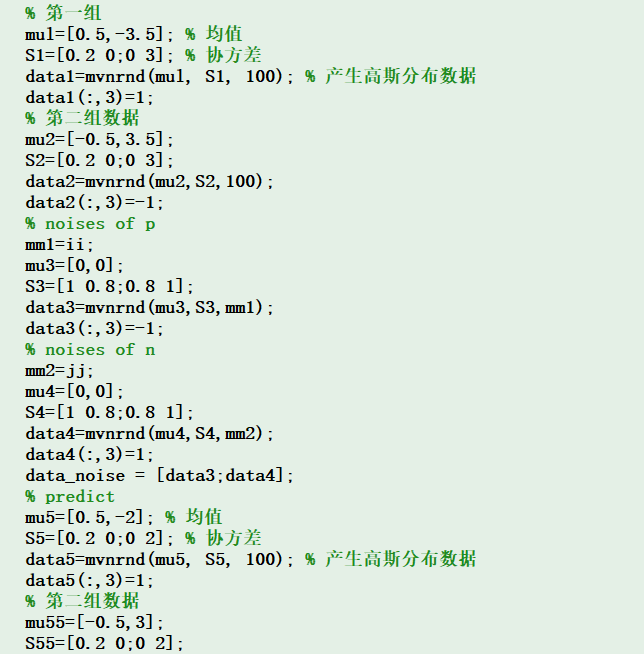 % 第一组
mu1=[0.5,-3.5]; % 均值
S1=[0.2 0;0 3]; % 协方差
data1=mvnrnd(mu1, S1, 100); % 产生高斯分布数据
data1(:,3)=1;
% 第二组数据
mu2=[-0.5,3.5];
S2=[0.2 0;0 3];
data2=mvnrnd(mu2,S2,100);
data2(:,3)=-1;
% noises of p
mm1=ii;
mu3=[0,0];
S3=[1 0.8;0.8 1];
data3=mvnrnd(mu3,S3,mm1);
data3(:,3)=-1;
% noises of n
mm2=jj;
mu4=[0,0];
S4=[1 0.8;0.8 1];
data4=mvnrnd(mu4,S4,mm2);
data4(:,3)=1;
data_noise = [data3;data4];
% predict
mu5=[0.5,-2]; % 均值
S5=[0.2 0;0 2]; % 协方差
data5=mvnrnd(mu5, S5, 100); % 产生高斯分布数据
data5(:,3)=1;
% 第二组数据
mu55=[-0.5,3];
S55=[0.2 0;0 2];